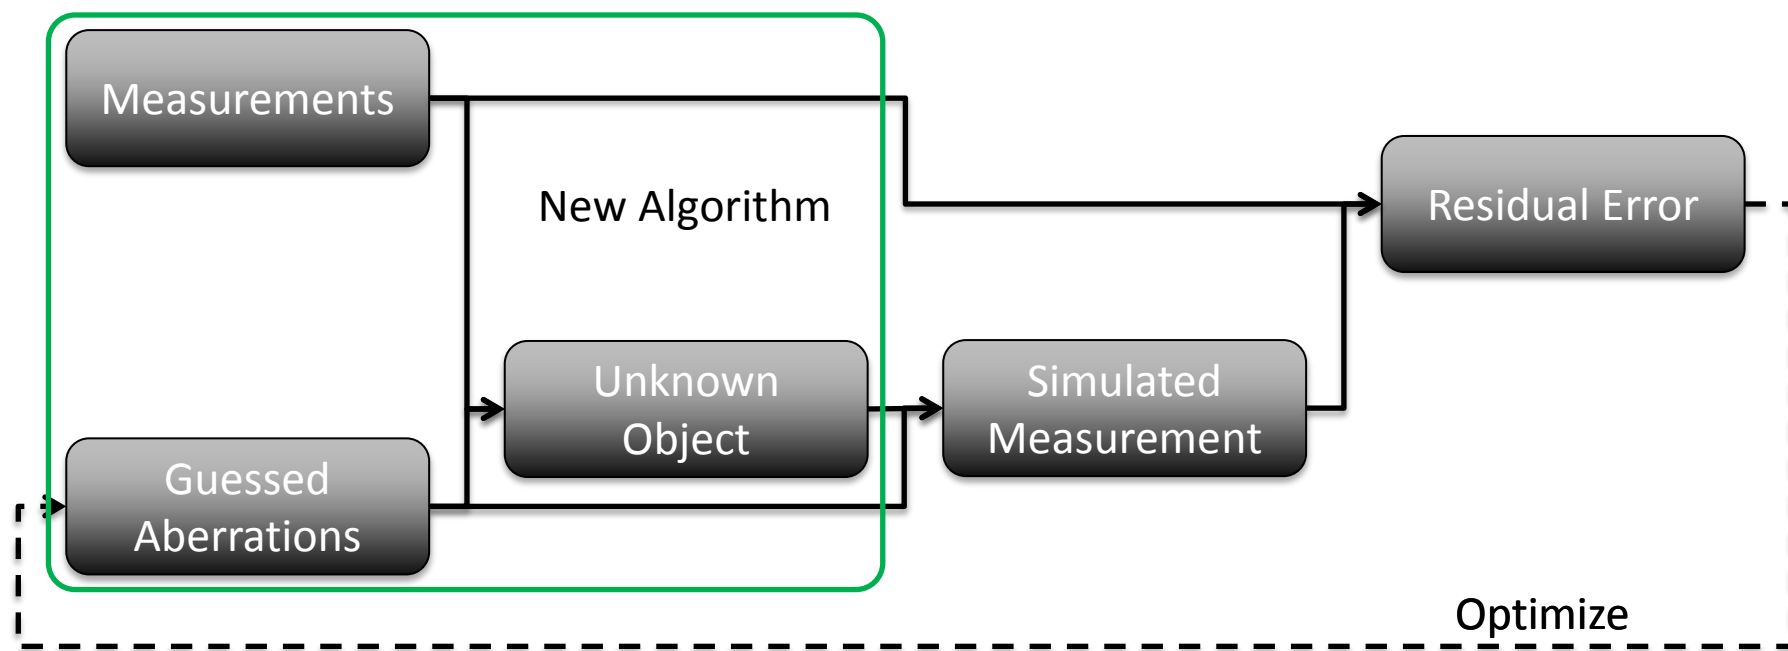 Measurements
New Algorithm
Residual Error
Unknown
Object
Simulated
Measurement
Guessed
Aberrations
Optimize